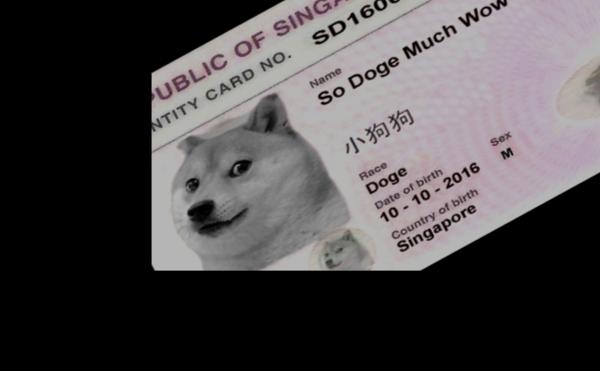 PUBLIC OF SINGA
NTITY CARD NO. SD160
Name
So Doge Much Wow
小狗狗
Race
Doge
Date of birth Sex
10 - 10 - 2016 M
Country of birth
Singapore